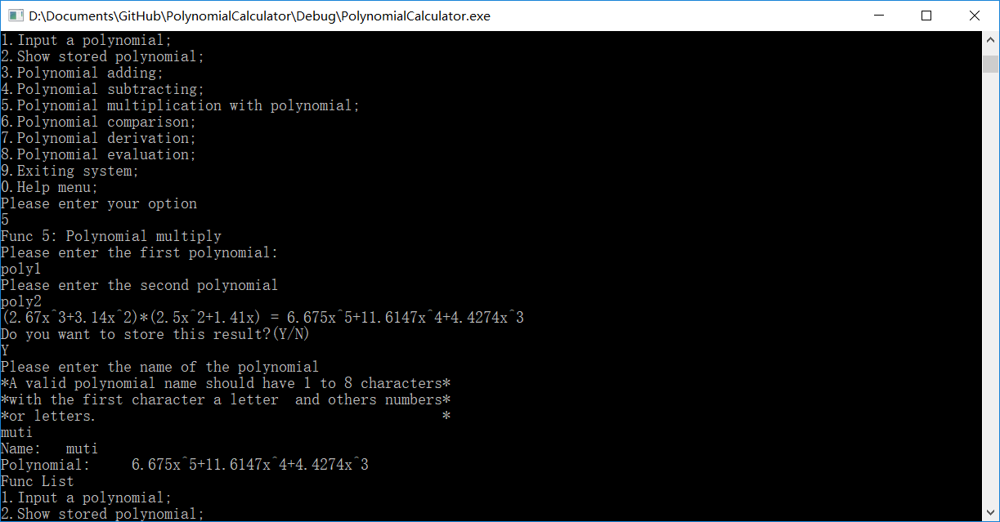 D:\Documents\GitHub\PolynomialCalculator\Debug\PolynomialCalculator.exe
1.Input a polynomial;
2.Show stored polynomial;
3.Polynomial adding;
4.Polynomial subtracting;
5.Polynomial multiplication with polynomial;
6.Polynomial comparison;
7.Polynomial derivation;
8.Polynomial evaluation;
9.Exiting system;
0.Help menu;
Please enter your option
5
Func 5: Polynomial multiply
Please enter the first polynomial:
poly1
Please enter the second polynomial
poly2
(2.67x^3+3.14x^2)*(2.5x^2+1.41x) = 6.675x^5+11.6147x^4+4.4274x^3
Do you want to store this result?(Y/N)
Y
Please enter the name of the polynomial
*A valid polynomial name should have 1 to 8 characters*
*with the first character a letter  and others numbers*
*or letters.                                          *
muti
Name:   muti
Polynomial:     6.675x^5+11.6147x^4+4.4274x^3
Func List
1.Input a polynomial;
2.Show stored polynomial;